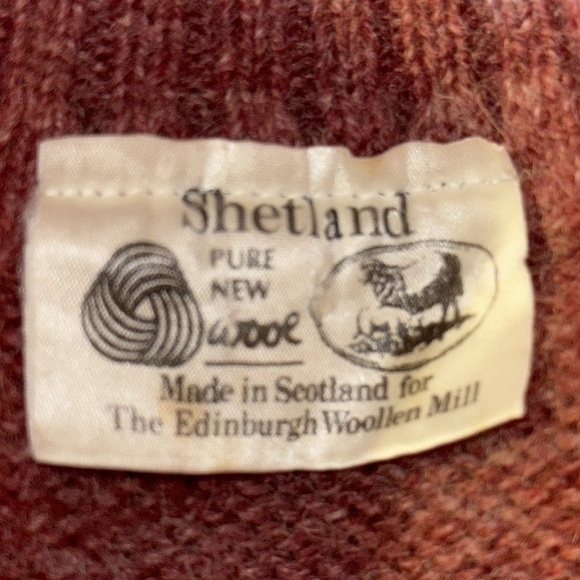 Shetland
PURE
NEW
wool
Made in Scotland for
The Edinburgh Woollen Mill